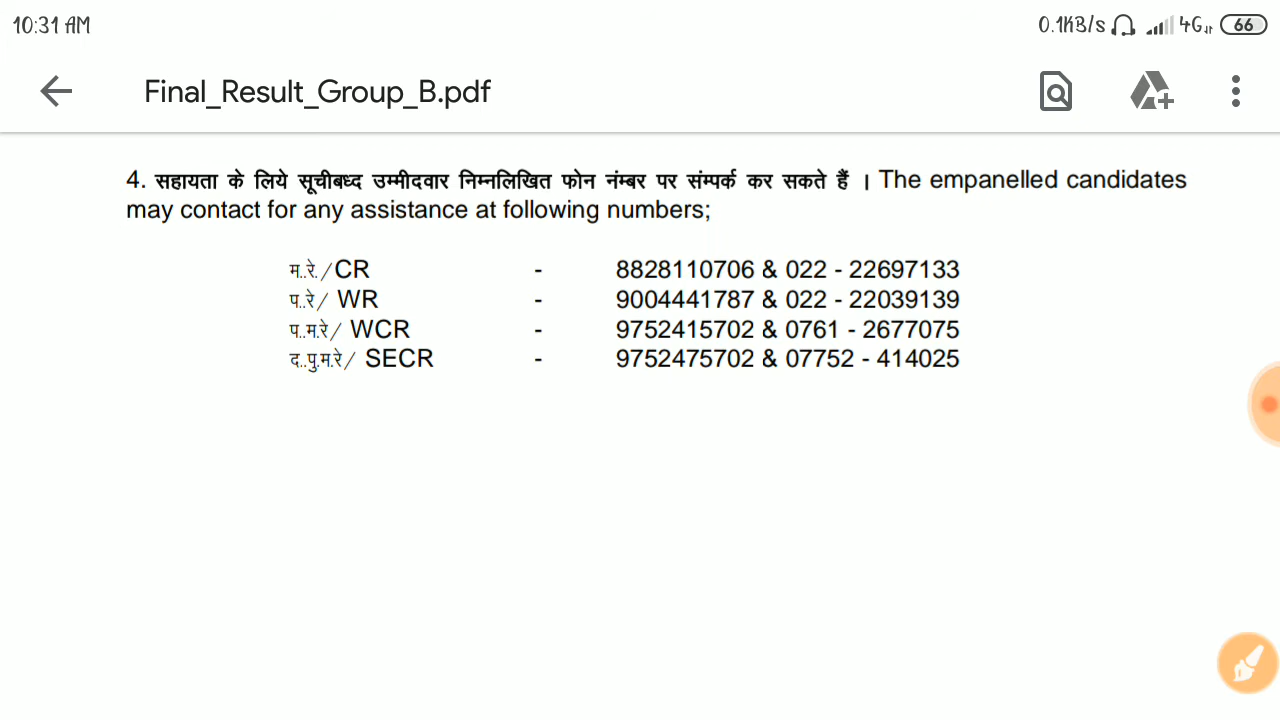 10:31 AM 0.1KB/s 4G 66
Final_Result_Group_B.pdf
4. सहायता के लिये सूचीबध्द उम्मीदवार निम्नलिखित फोन नंम्बर पर संम्पर्क कर सकते हैं । The empanelled candidates
may contact for any assistance at following numbers;
म..रे./CR - 8828110706 & 022 - 22697133
प..रे/ WR - 9004441787 & 022 - 22039139
प..म.रे/ WCR - 9752415702 & 0761 - 2677075
द..पु.म.रे/ SECR - 9752475702 & 07752 - 414025